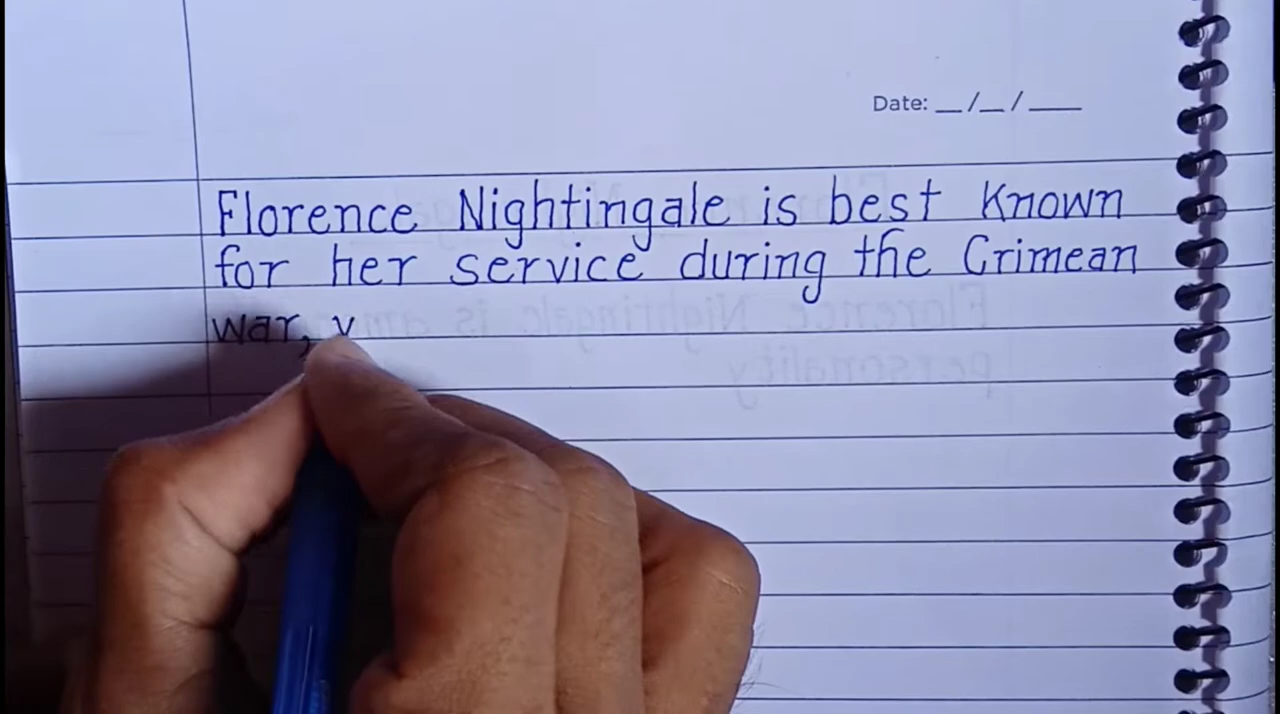 Date: __/__/____
Florence Nightingale is best known
for her service during the Crimean
war,